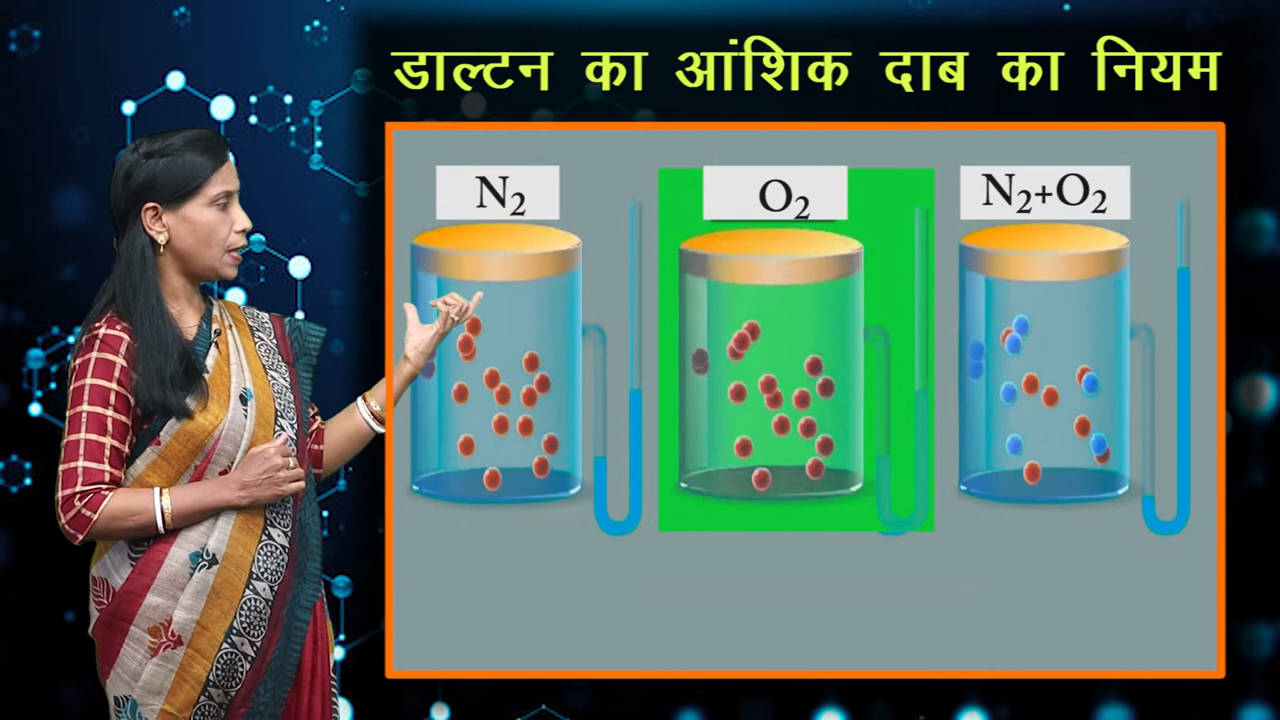 डाल्टन का आंशिक दाब का नियम
N₂
O₂
N₂+O₂